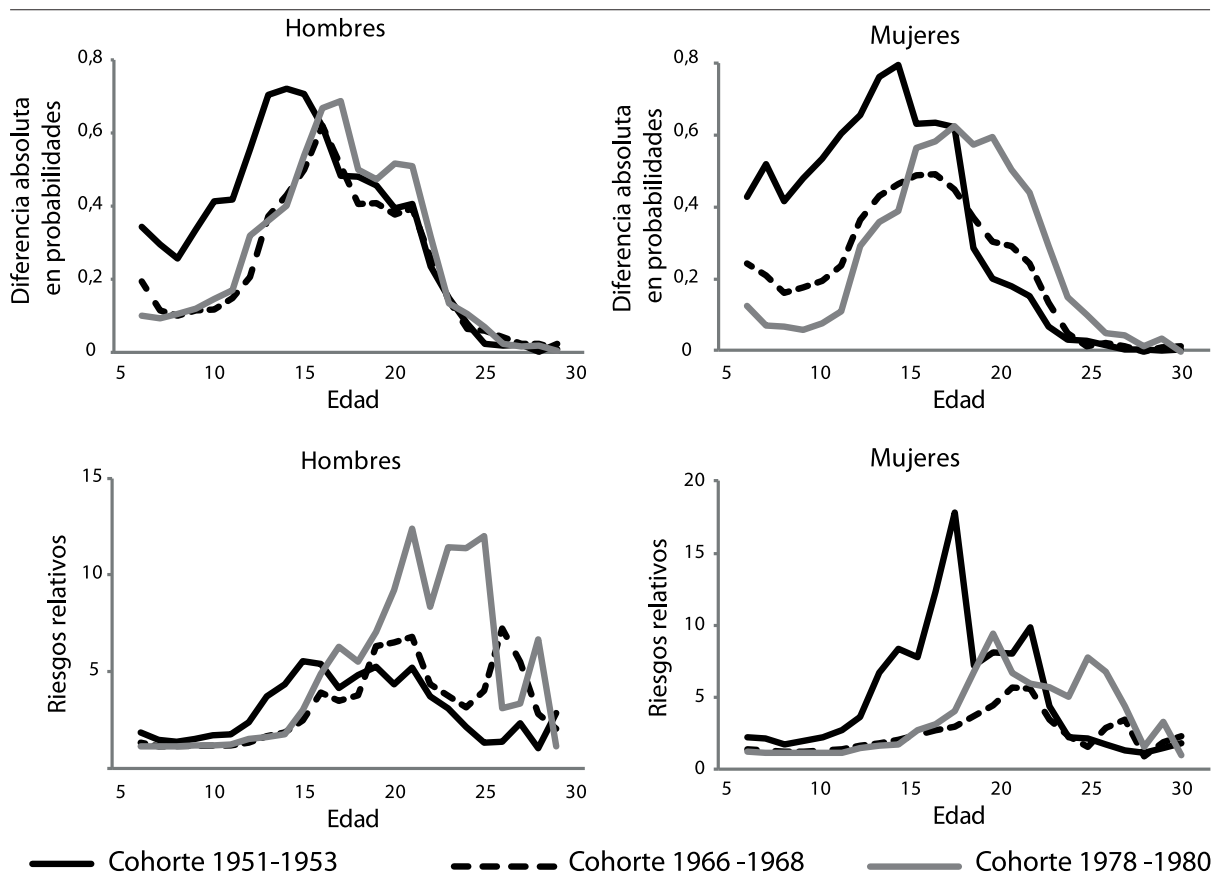 Hombres
Diferencia absoluta
en probabilidades
0,8
0,6
0,4
0,2
0
5 10 15 20 25 30
Edad
Mujeres
Diferencia absoluta
en probabilidades
0,8
0,6
0,4
0,2
0
5 10 15 20 25 30
Edad
Hombres
Riesgos relativos
15
10
5
5 10 15 20 25 30
Edad
Mujeres
Riesgos relativos
20
15
10
5
0
5 10 15 20 25 30
Edad
Cohorte 1951-1953 Cohorte 1966 -1968 Cohorte 1978 -1980